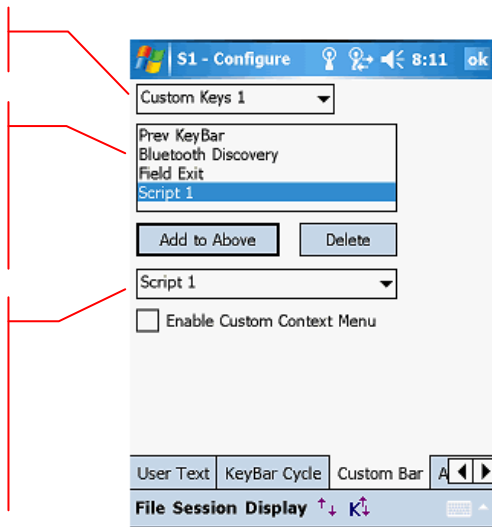 S1 - Configure 8:11 ok
Custom Keys 1
Prev KeyBar
Bluetooth Discovery
Field Exit
Script 1
Add to Above Delete
Script 1
Enable Custom Context Menu
User Text KeyBar Cycle Custom Bar A
File Session Display K